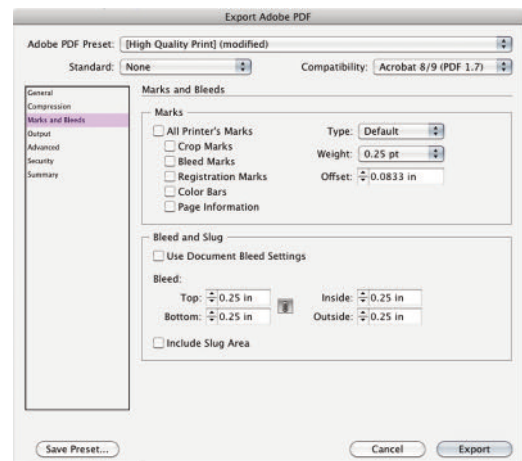 Export Adobe PDF
Adobe PDF Preset: [High Quality Print] (modified)
Standard: None Compatibility: Acrobat 8/9 (PDF 1.7)
General
Compression
Marks and Bleeds
Output
Advanced
Security
Summary
Marks and Bleeds
Marks
All Printer's Marks
Crop Marks
Bleed Marks
Registration Marks
Color Bars
Page Information
Type: Default
Weight: 0.25 pt
Offset: 0.0833 in
Bleed and Slug
Use Document Bleed Settings
Bleed:
Top: 0.25 in Inside: 0.25 in
Bottom: 0.25 in Outside: 0.25 in
Include Slug Area
Save Preset... Cancel Export